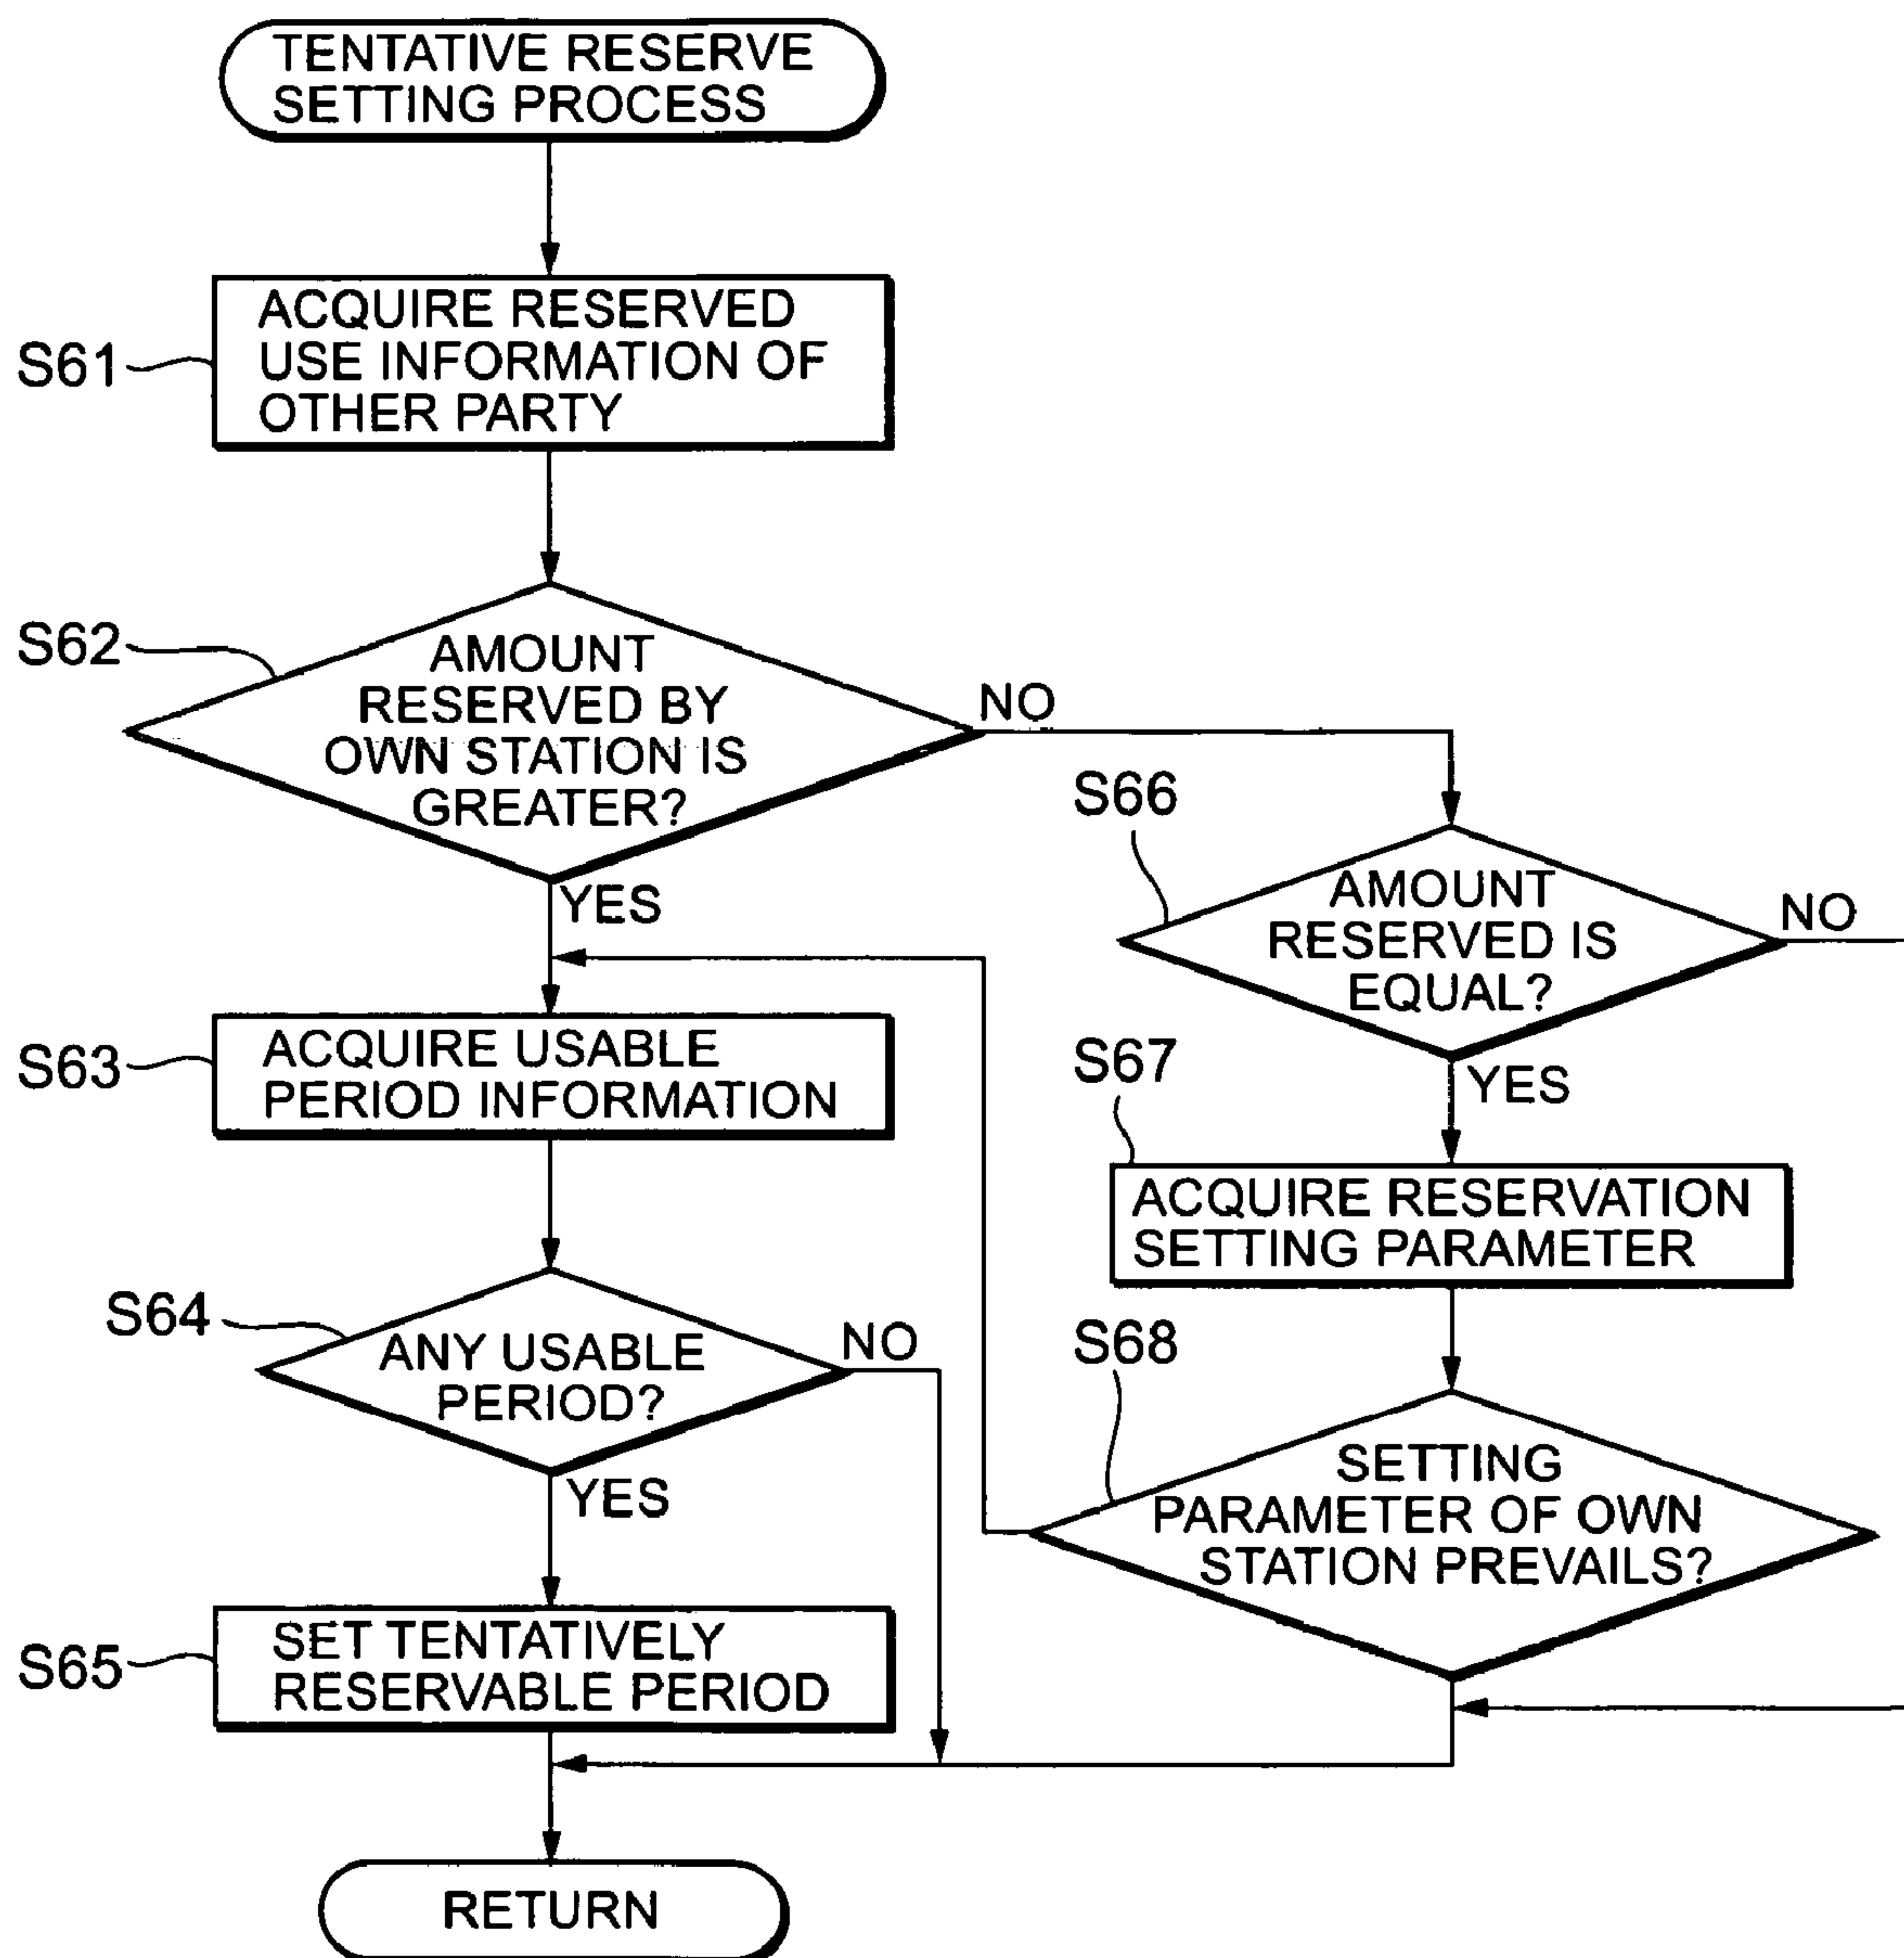 TENTATIVE RESERVE
SETTING PROCESS
S61
ACQUIRE RESERVED
USE INFORMATION OF
OTHER PARTY
S62
AMOUNT
RESERVED BY
OWN STATION IS
GREATER?
NO
YES
S63
ACQUIRE USABLE
PERIOD INFORMATION
S64
ANY USABLE
PERIOD?
NO
YES
S65
SET TENTATIVELY
RESERVABLE PERIOD
S66
AMOUNT
RESERVED IS
EQUAL?
NO
YES
S67
ACQUIRE RESERVATION
SETTING PARAMETER
S68
SETTING
PARAMETER OF OWN
STATION PREVAILS?
RETURN